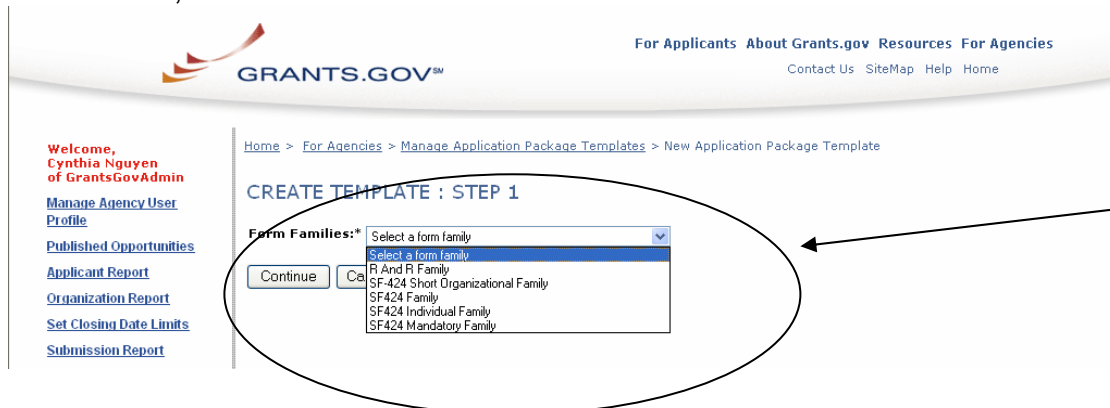 GRANTS.GOV℠
For Applicants About Grants.gov Resources For Agencies
Contact Us SiteMap Help Home
Welcome,
Cynthia Nguyen
of GrantsGovAdmin
Manage Agency User
Profile
Published Opportunities
Applicant Report
Organization Report
Set Closing Date Limits
Submission Report
Home > For Agencies > Manage Application Package Templates > New Application Package Template
CREATE TEMPLATE : STEP 1
Form Families:* Select a form family
Select a form family
R And R Family
SF-424 Short Organizational Family
SF424 Family
SF424 Individual Family
SF424 Mandatory Family
Continue Ca